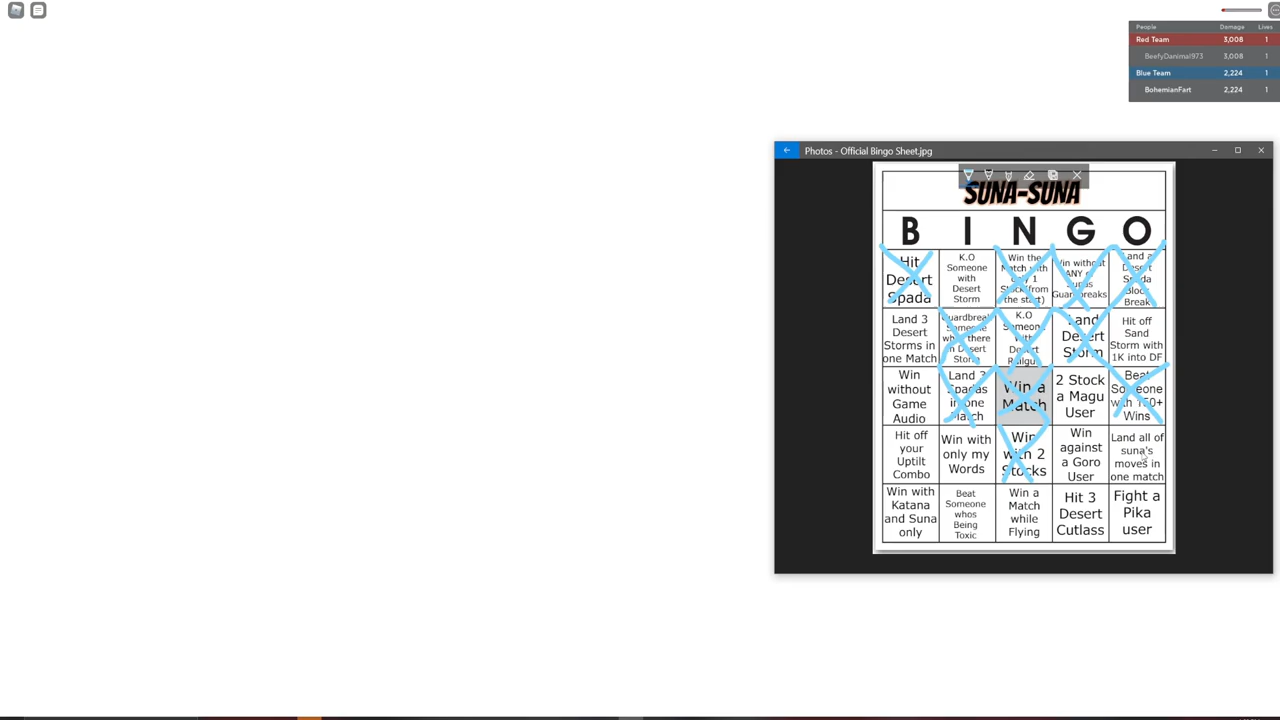 People Damage Lives
Red Team 3,008 1
BeefyDanimal973 3,008 1
Blue Team 2,224 1
BohemianFart 2,224 1
Photos - Official Bingo Sheet.jpg
SUNA-SUNA
B I N G O
Hit
Desert
Spada
K.O
Someone
with
Desert
Storm
Win the
Match with
only 1
Stock(from
the start)
Win without
ANY of
Sunas
Guardbreaks
Land a
Desert
Spada
Block
Break
Land 3
Desert
Storms in
one Match
Guardbreak
Someone
in Desert
Storm
K.O
Someone
with
Desert
Railgun
Land
Desert
Storm
Hit off
Sand
Storm with
1K into DF
Win
without
Game
Audio
Land 3
Spadas
in one
Match
Win a
Match
2 Stock
a Magu
User
Beat
Someone
with 150+
Wins
Hit off
your
Uptilt
Combo
Win with
only my
Words
Win
with 2
Stocks
Win
against
a Goro
User
Land all of
suna's
moves in
one match
Win with
Katana
and Suna
only
Beat
Someone
whos
Being
Toxic
Win a
Match
while
Flying
Hit 3
Desert
Cutlass
Fight a
Pika
user